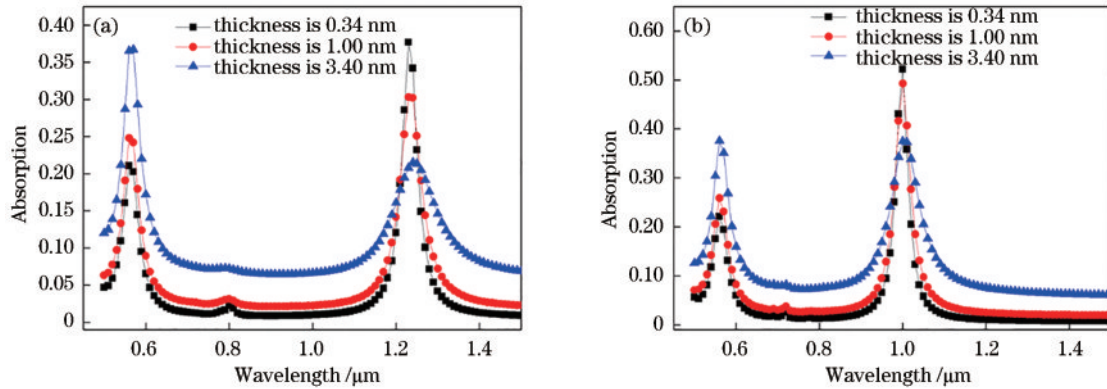 (a)
thickness is 0.34 nm
thickness is 1.00 nm
thickness is 3.40 nm
0.40
0.35
0.30
0.25
0.20
0.15
0.10
0.05
0
Absorption
0.6 0.8 1.0 1.2 1.4
Wavelength /μm
(b)
thickness is 0.34 nm
thickness is 1.00 nm
thickness is 3.40 nm
0.60
0.50
0.40
0.30
0.20
0.10
0.00
Absorption
0.6 0.8 1.0 1.2 1.4
Wavelength /μm